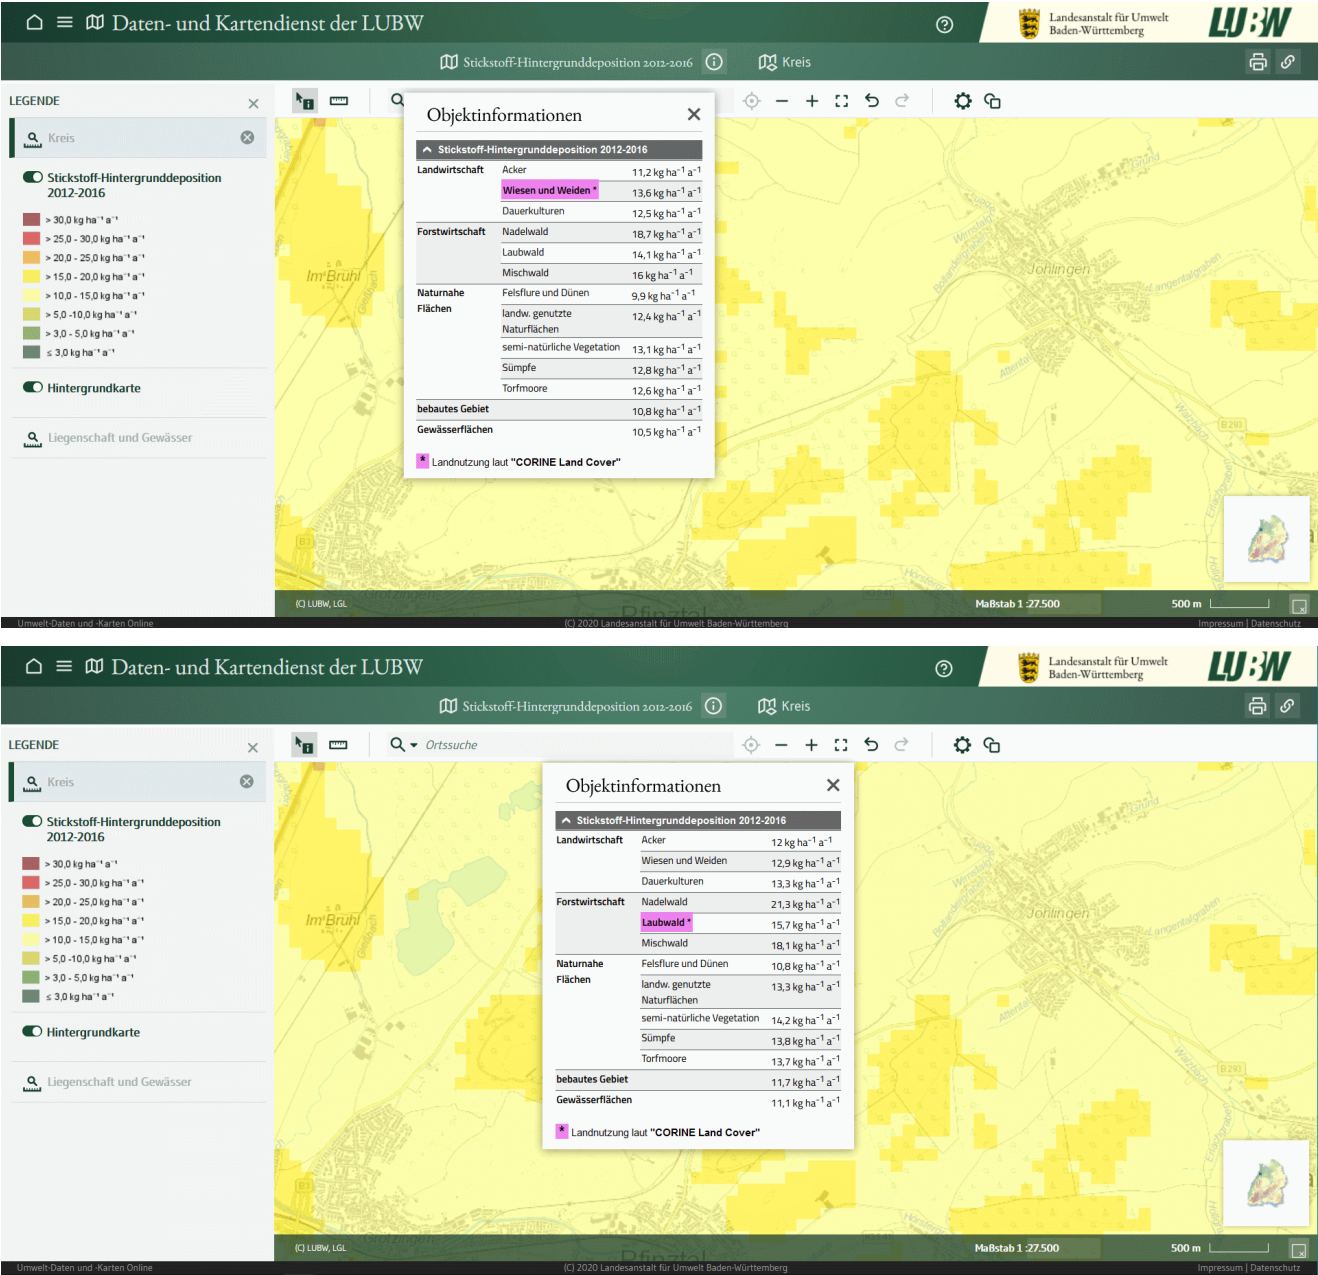 Daten- und Kartendienst der LUBW
Landesanstalt für Umwelt
Baden-Württemberg
LUBW
Stickstoff-Hintergrunddeposition 2012-2016
Kreis
LEGENDE
Kreis
Stickstoff-Hintergrunddeposition
2012-2016
> 30,0 kg ha⁻¹ a⁻¹
> 25,0 - 30,0 kg ha⁻¹ a⁻¹
> 20,0 - 25,0 kg ha⁻¹ a⁻¹
> 15,0 - 20,0 kg ha⁻¹ a⁻¹
> 10,0 - 15,0 kg ha⁻¹ a⁻¹
> 5,0 -10,0 kg ha⁻¹ a⁻¹
> 3,0 - 5,0 kg ha⁻¹ a⁻¹
≤ 3,0 kg ha⁻¹ a⁻¹
Hintergrundkarte
Liegenschaft und Gewässer
Objektinformationen
Stickstoff-Hintergrunddeposition 2012-2016
Landwirtschaft Acker 11,2 kg ha⁻¹ a⁻¹
Wiesen und Weiden * 13,6 kg ha⁻¹ a⁻¹
Dauerkulturen 12,5 kg ha⁻¹ a⁻¹
Forstwirtschaft Nadelwald 18,7 kg ha⁻¹ a⁻¹
Laubwald 14,1 kg ha⁻¹ a⁻¹
Mischwald 16 kg ha⁻¹ a⁻¹
Naturnahe Felsflure und Dünen 9,9 kg ha⁻¹ a⁻¹
Flächen landw. genutzte 12,4 kg ha⁻¹ a⁻¹
Naturflächen
semi-natürliche Vegetation 13,1 kg ha⁻¹ a⁻¹
Sümpfe 12,8 kg ha⁻¹ a⁻¹
Torfmoore 12,6 kg ha⁻¹ a⁻¹
bebautes Gebiet 10,8 kg ha⁻¹ a⁻¹
Gewässerflächen 10,5 kg ha⁻¹ a⁻¹
* Landnutzung laut "CORINE Land Cover"
Im Brühl
Jöhlingen
Attental
Walzbach
B 293
B3
Pfinztal
(C) LUBW, LGL
Maßstab 1 :27.500
500 m
Umwelt-Daten und -Karten Online
(C) 2020 Landesanstalt für Umwelt Baden-Württemberg
Impressum | Datenschutz
Daten- und Kartendienst der LUBW
Landesanstalt für Umwelt
Baden-Württemberg
LUBW
Stickstoff-Hintergrunddeposition 2012-2016
Kreis
LEGENDE
Ortssuche
Kreis
Stickstoff-Hintergrunddeposition
2012-2016
> 30,0 kg ha⁻¹ a⁻¹
> 25,0 - 30,0 kg ha⁻¹ a⁻¹
> 20,0 - 25,0 kg ha⁻¹ a⁻¹
> 15,0 - 20,0 kg ha⁻¹ a⁻¹
> 10,0 - 15,0 kg ha⁻¹ a⁻¹
> 5,0 -10,0 kg ha⁻¹ a⁻¹
> 3,0 - 5,0 kg ha⁻¹ a⁻¹
≤ 3,0 kg ha⁻¹ a⁻¹
Hintergrundkarte
Liegenschaft und Gewässer
Objektinformationen
Stickstoff-Hintergrunddeposition 2012-2016
Landwirtschaft Acker 12 kg ha⁻¹ a⁻¹
Wiesen und Weiden 12,9 kg ha⁻¹ a⁻¹
Dauerkulturen 13,3 kg ha⁻¹ a⁻¹
Forstwirtschaft Nadelwald 21,3 kg ha⁻¹ a⁻¹
Laubwald * 15,7 kg ha⁻¹ a⁻¹
Mischwald 18,1 kg ha⁻¹ a⁻¹
Naturnahe Felsflure und Dünen 10,8 kg ha⁻¹ a⁻¹
Flächen landw. genutzte 13,3 kg ha⁻¹ a⁻¹
Naturflächen
semi-natürliche Vegetation 14,2 kg ha⁻¹ a⁻¹
Sümpfe 13,8 kg ha⁻¹ a⁻¹
Torfmoore 13,7 kg ha⁻¹ a⁻¹
bebautes Gebiet 11,7 kg ha⁻¹ a⁻¹
Gewässerflächen 11,1 kg ha⁻¹ a⁻¹
* Landnutzung laut "CORINE Land Cover"
Im Brühl
Jöhlingen
Attental
Walzbach
B 293
B3
Pfinztal
(C) LUBW, LGL
Maßstab 1 :27.500
500 m
Umwelt-Daten und -Karten Online
(C) 2020 Landesanstalt für Umwelt Baden-Württemberg
Impressum | Datenschutz